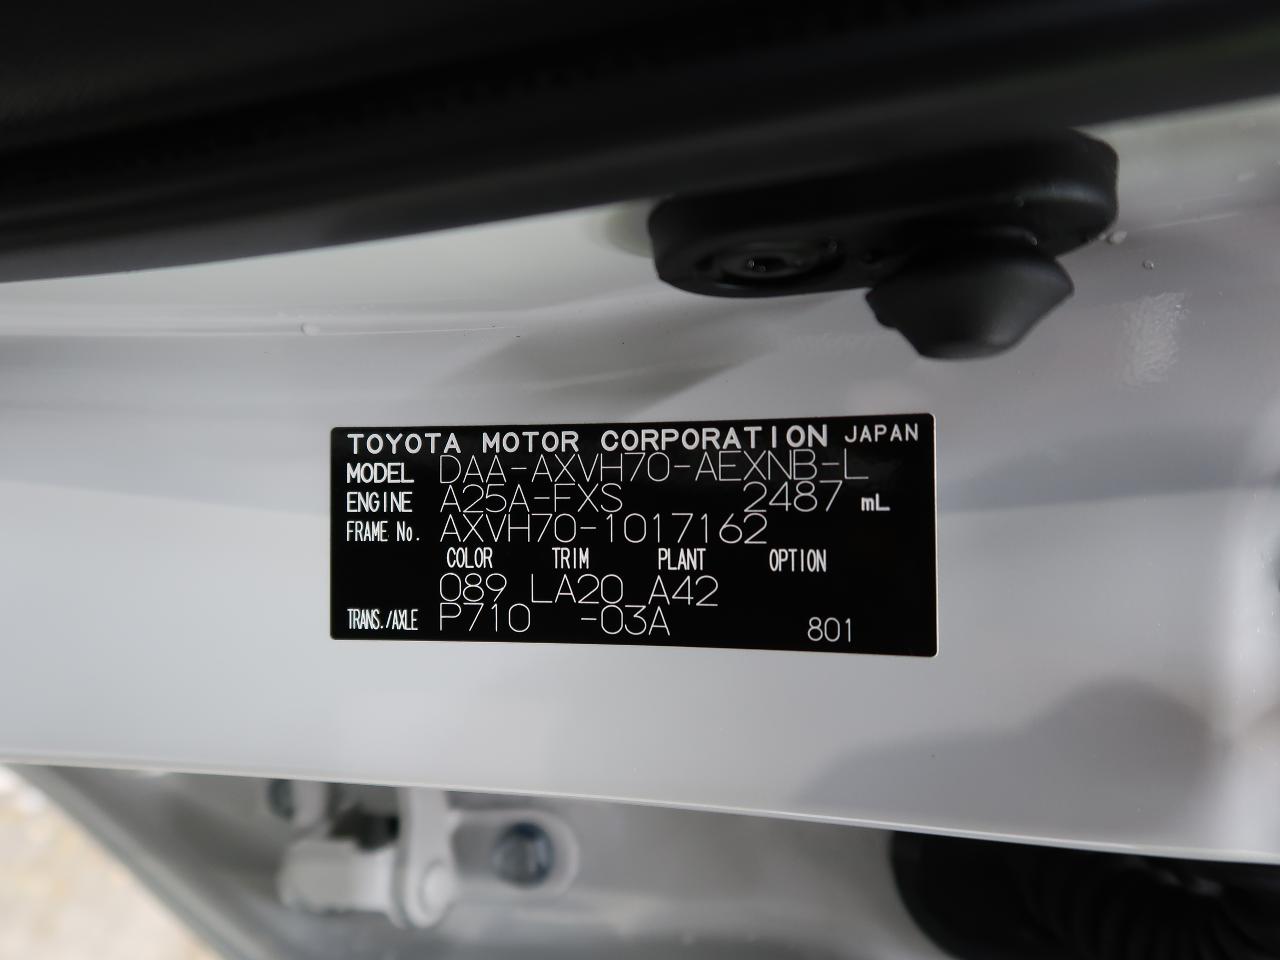 TOYOTA MOTOR CORPORATION JAPAN
MODEL DAA-AXVH70-AEXNB-L
ENGINE A25A-FXS 2487 mL
FRAME No. AXVH70-1017162
COLOR TRIM PLANT OPTION
089 LA20 A42
TRANS./AXLE P710 -03A 801